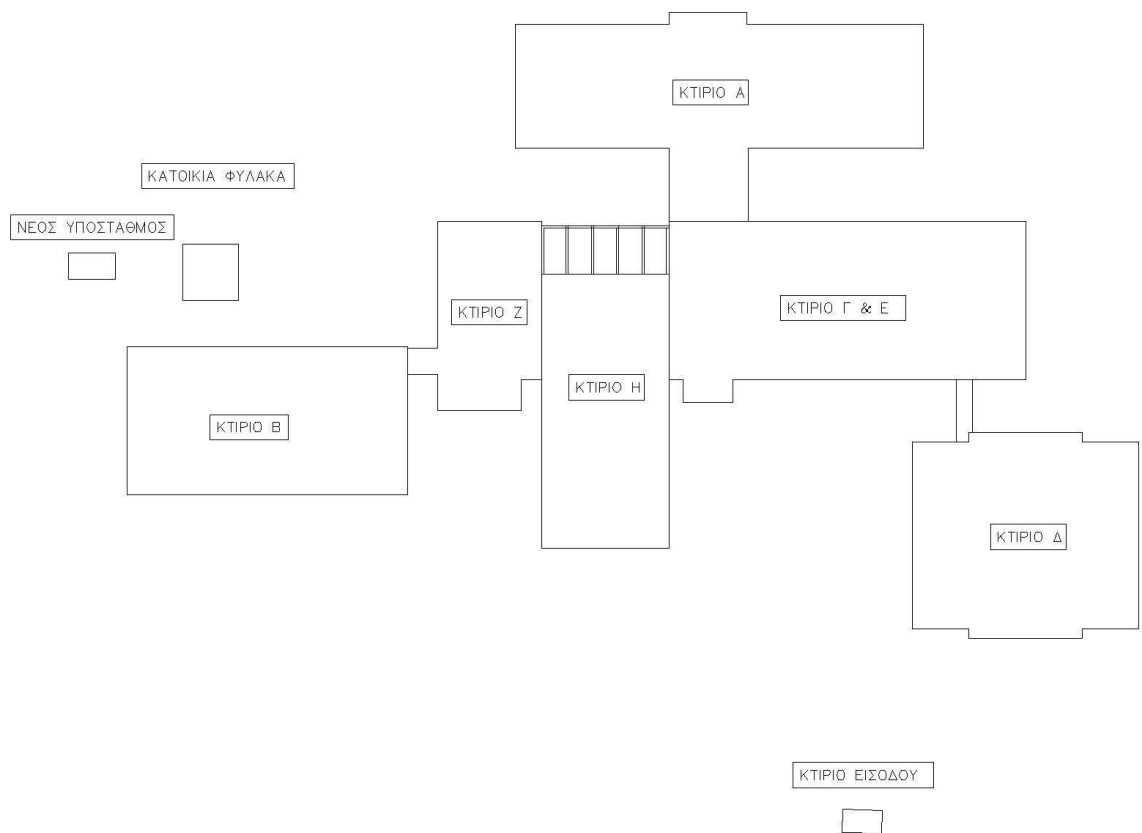 ΚΤΙΡΙΟ Α
ΚΑΤΟΙΚΙΑ ΦΥΛΑΚΑ
ΝΕΟΣ ΥΠΟΣΤΑΘΜΟΣ
ΚΤΙΡΙΟ Ζ
ΚΤΙΡΙΟ Γ & Ε
ΚΤΙΡΙΟ Η
ΚΤΙΡΙΟ Β
ΚΤΙΡΙΟ Δ
ΚΤΙΡΙΟ ΕΙΣΟΔΟΥ